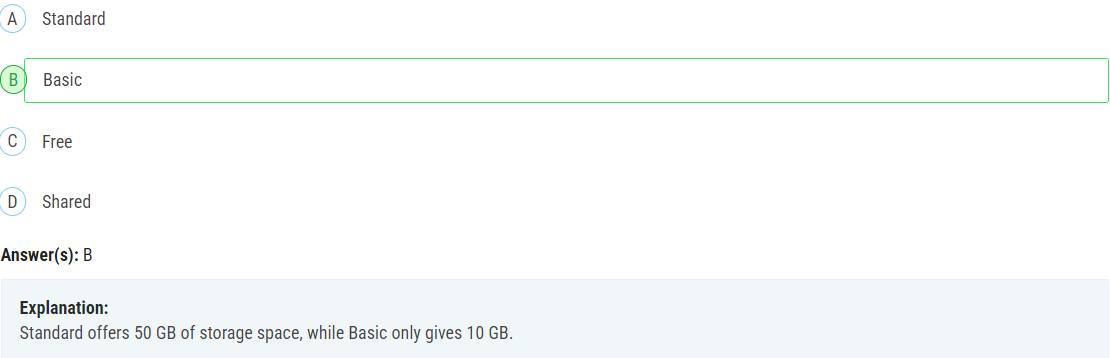 A Standard
B Basic
C Free
D Shared
Answer(s): B
Explanation:
Standard offers 50 GB of storage space, while Basic only gives 10 GB.